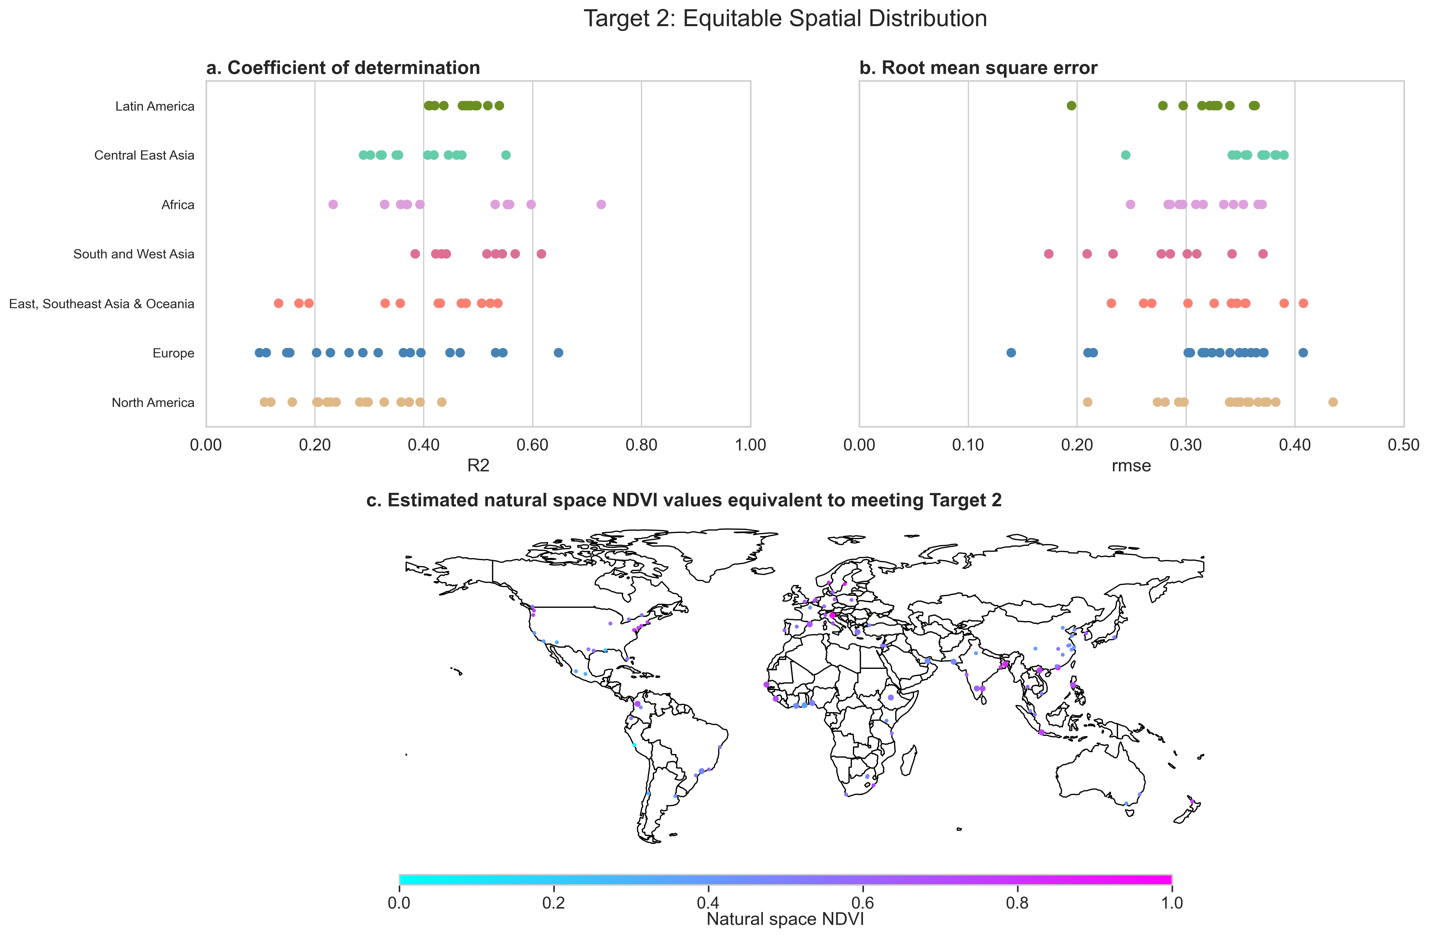 Target 2: Equitable Spatial Distribution
a. Coefficient of determination
b. Root mean square error
Latin America
Central East Asia
Africa
South and West Asia
East, Southeast Asia & Oceania
Europe
North America
0.00 0.20 0.40 0.60 0.80 1.00
R2
0.00 0.10 0.20 0.30 0.40 0.50
rmse
c. Estimated natural space NDVI values equivalent to meeting Target 2
0.0 0.2 0.4 0.6 0.8 1.0
Natural space NDVI